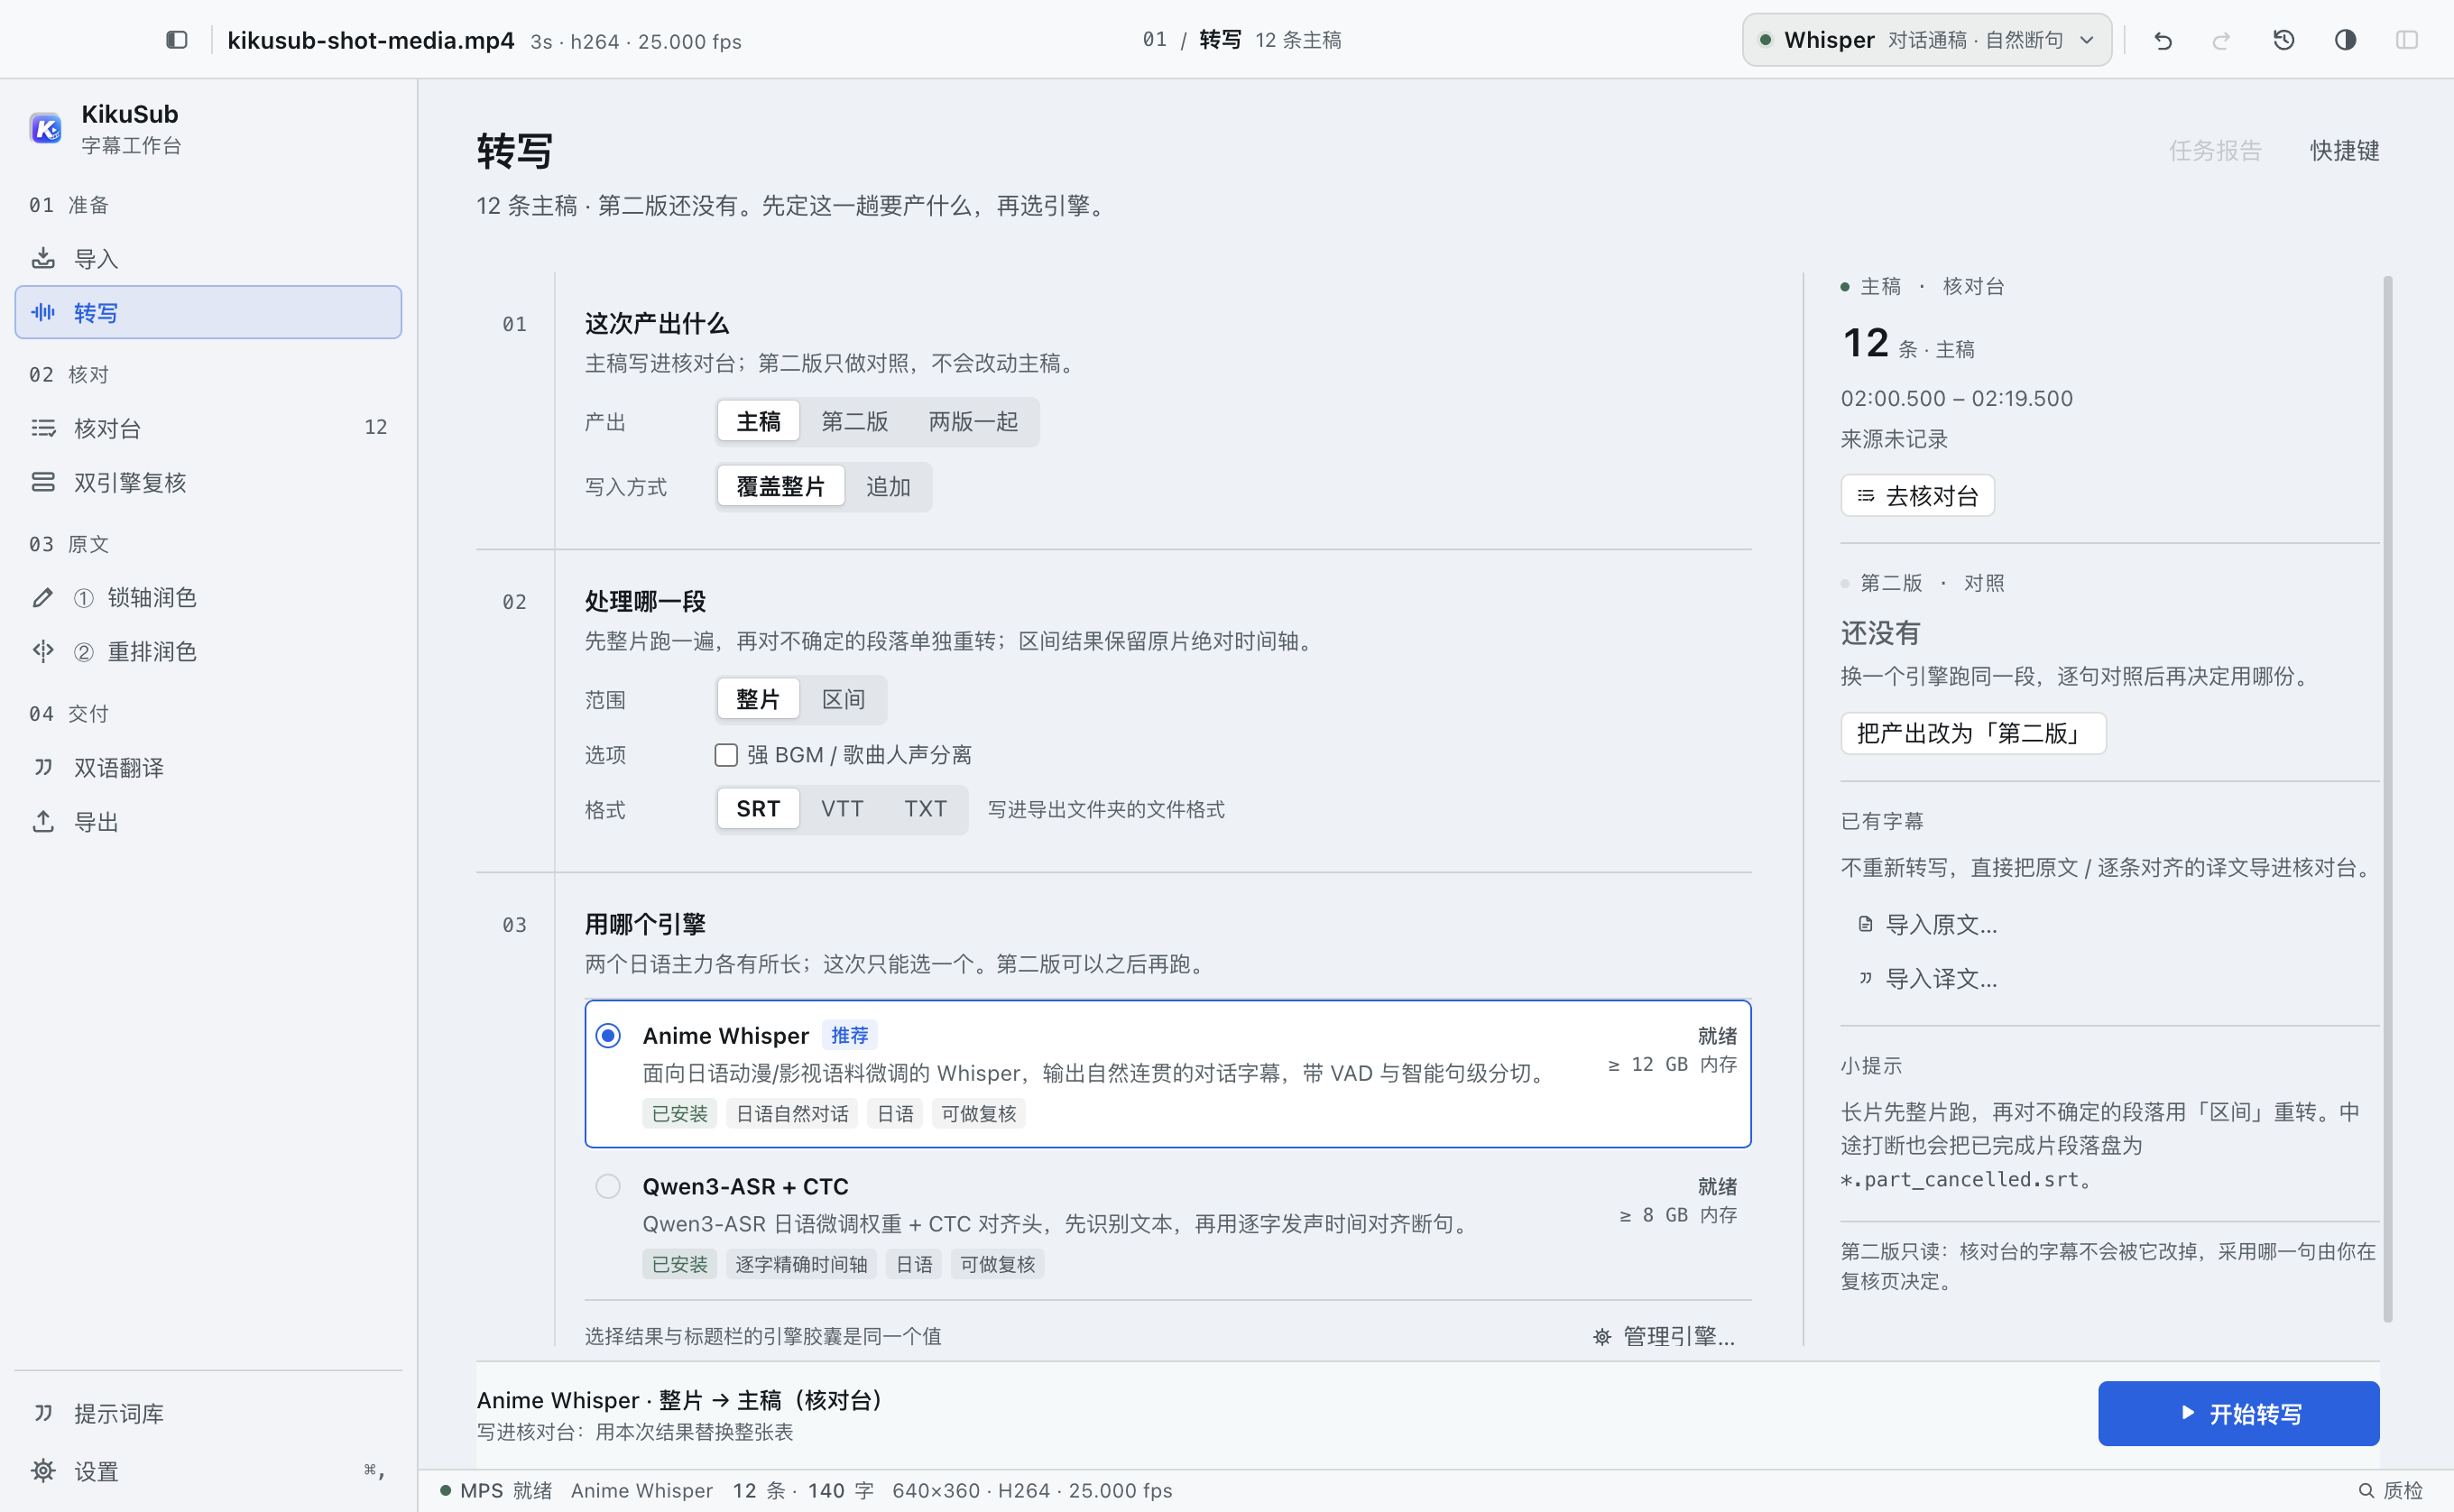 kikusub-shot-media.mp4 3s · h264 · 25.000 fps
01 / 转写 12 条主稿
Whisper 对话通稿 · 自然断句
KikuSub
字幕工作台
01 准备
导入
转写
02 核对
核对台 12
双引擎复核
03 原文
① 锁轴润色
② 重排润色
04 交付
双语翻译
导出
提示词库
设置 ⌘,
转写
任务报告 快捷键
12 条主稿 · 第二版还没有。先定这一趟要产什么，再选引擎。
01 这次产出什么
主稿写进核对台；第二版只做对照，不会改动主稿。
产出 主稿 第二版 两版一起
写入方式 覆盖整片 追加
02 处理哪一段
先整片跑一遍，再对不确定的段落单独重转；区间结果保留原片绝对时间轴。
范围 整片 区间
选项 强 BGM / 歌曲人声分离
格式 SRT VTT TXT 写进导出文件夹的文件格式
03 用哪个引擎
两个日语主力各有所长；这次只能选一个。第二版可以之后再跑。
Anime Whisper 推荐 就绪
面向日语动漫/影视语料微调的 Whisper，输出自然连贯的对话字幕，带 VAD 与智能句级分切。 ≥ 12 GB 内存
已安装 日语自然对话 日语 可做复核
Qwen3-ASR + CTC 就绪
Qwen3-ASR 日语微调权重 + CTC 对齐头，先识别文本，再用逐字发声时间对齐断句。 ≥ 8 GB 内存
已安装 逐字精确时间轴 日语 可做复核
选择结果与标题栏的引擎胶囊是同一个值 管理引擎...
主稿 · 核对台
12 条 · 主稿
02:00.500 – 02:19.500
来源未记录
去核对台
第二版 · 对照
还没有
换一个引擎跑同一段，逐句对照后再决定用哪份。
把产出改为「第二版」
已有字幕
不重新转写，直接把原文 / 逐条对齐的译文导进核对台。
导入原文...
导入译文...
小提示
长片先整片跑，再对不确定的段落用「区间」重转。中
途打断也会把已完成片段落盘为
*.part_cancelled.srt。
第二版只读：核对台的字幕不会被它改掉，采用哪一句由你在
复核页决定。
Anime Whisper · 整片 → 主稿（核对台）
写进核对台：用本次结果替换整张表
开始转写
MPS 就绪 Anime Whisper 12 条 · 140 字 640×360 · H264 · 25.000 fps
质检